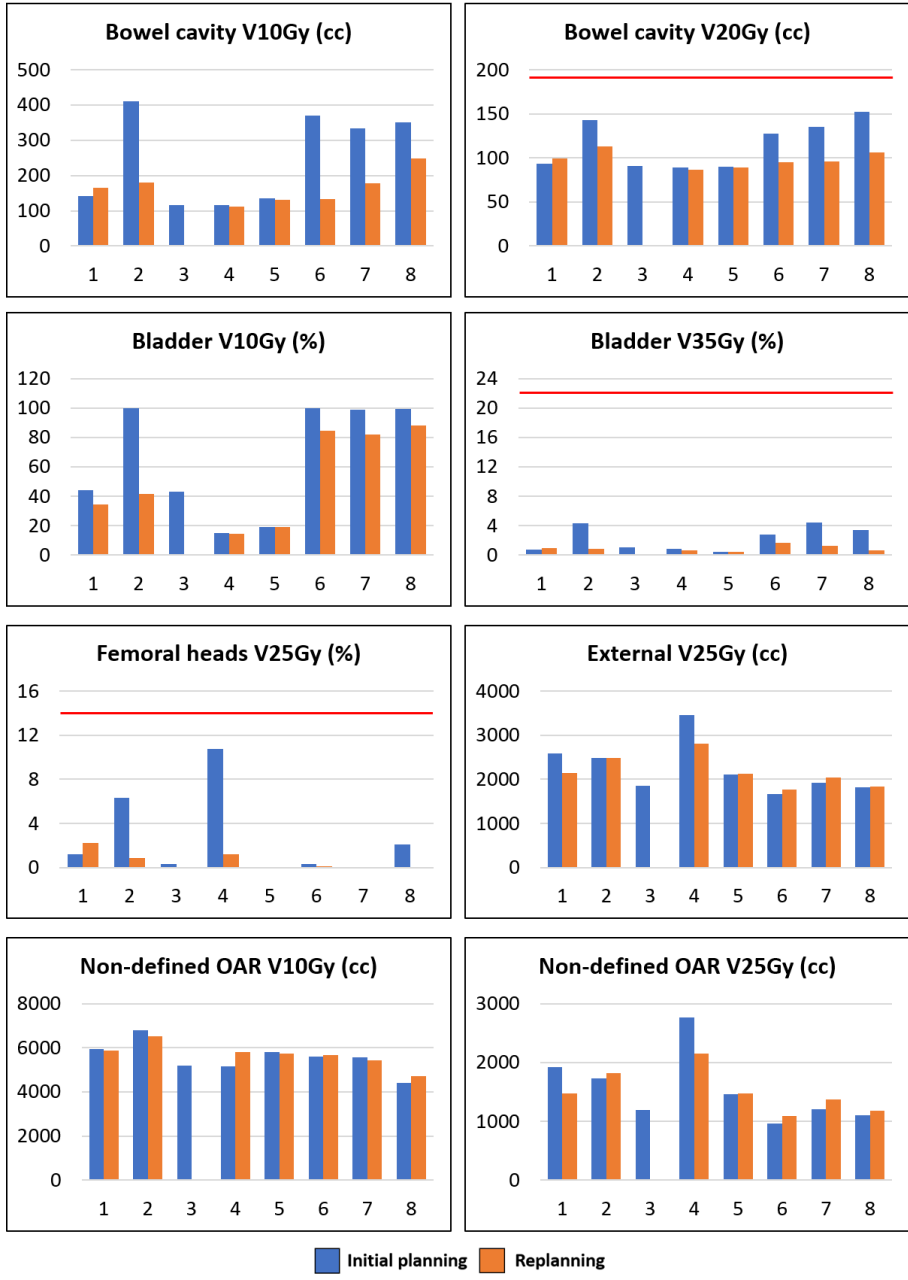 Bowel cavity V10Gy (cc)
500
400
300
200
100
0
1 2 3 4 5 6 7 8
Bowel cavity V20Gy (cc)
200
150
100
50
0
1 2 3 4 5 6 7 8
Bladder V10Gy (%)
120
100
80
60
40
20
0
1 2 3 4 5 6 7 8
Bladder V35Gy (%)
24
22
20
16
12
8
4
0
1 2 3 4 5 6 7 8
Femoral heads V25Gy (%)
16
12
8
4
0
1 2 3 4 5 6 7 8
External V25Gy (cc)
4000
3000
2000
1000
0
1 2 3 4 5 6 7 8
Non-defined OAR V10Gy (cc)
8000
6000
4000
2000
0
1 2 3 4 5 6 7 8
Non-defined OAR V25Gy (cc)
3000
2000
1000
0
1 2 3 4 5 6 7 8
Initial planning Replanning